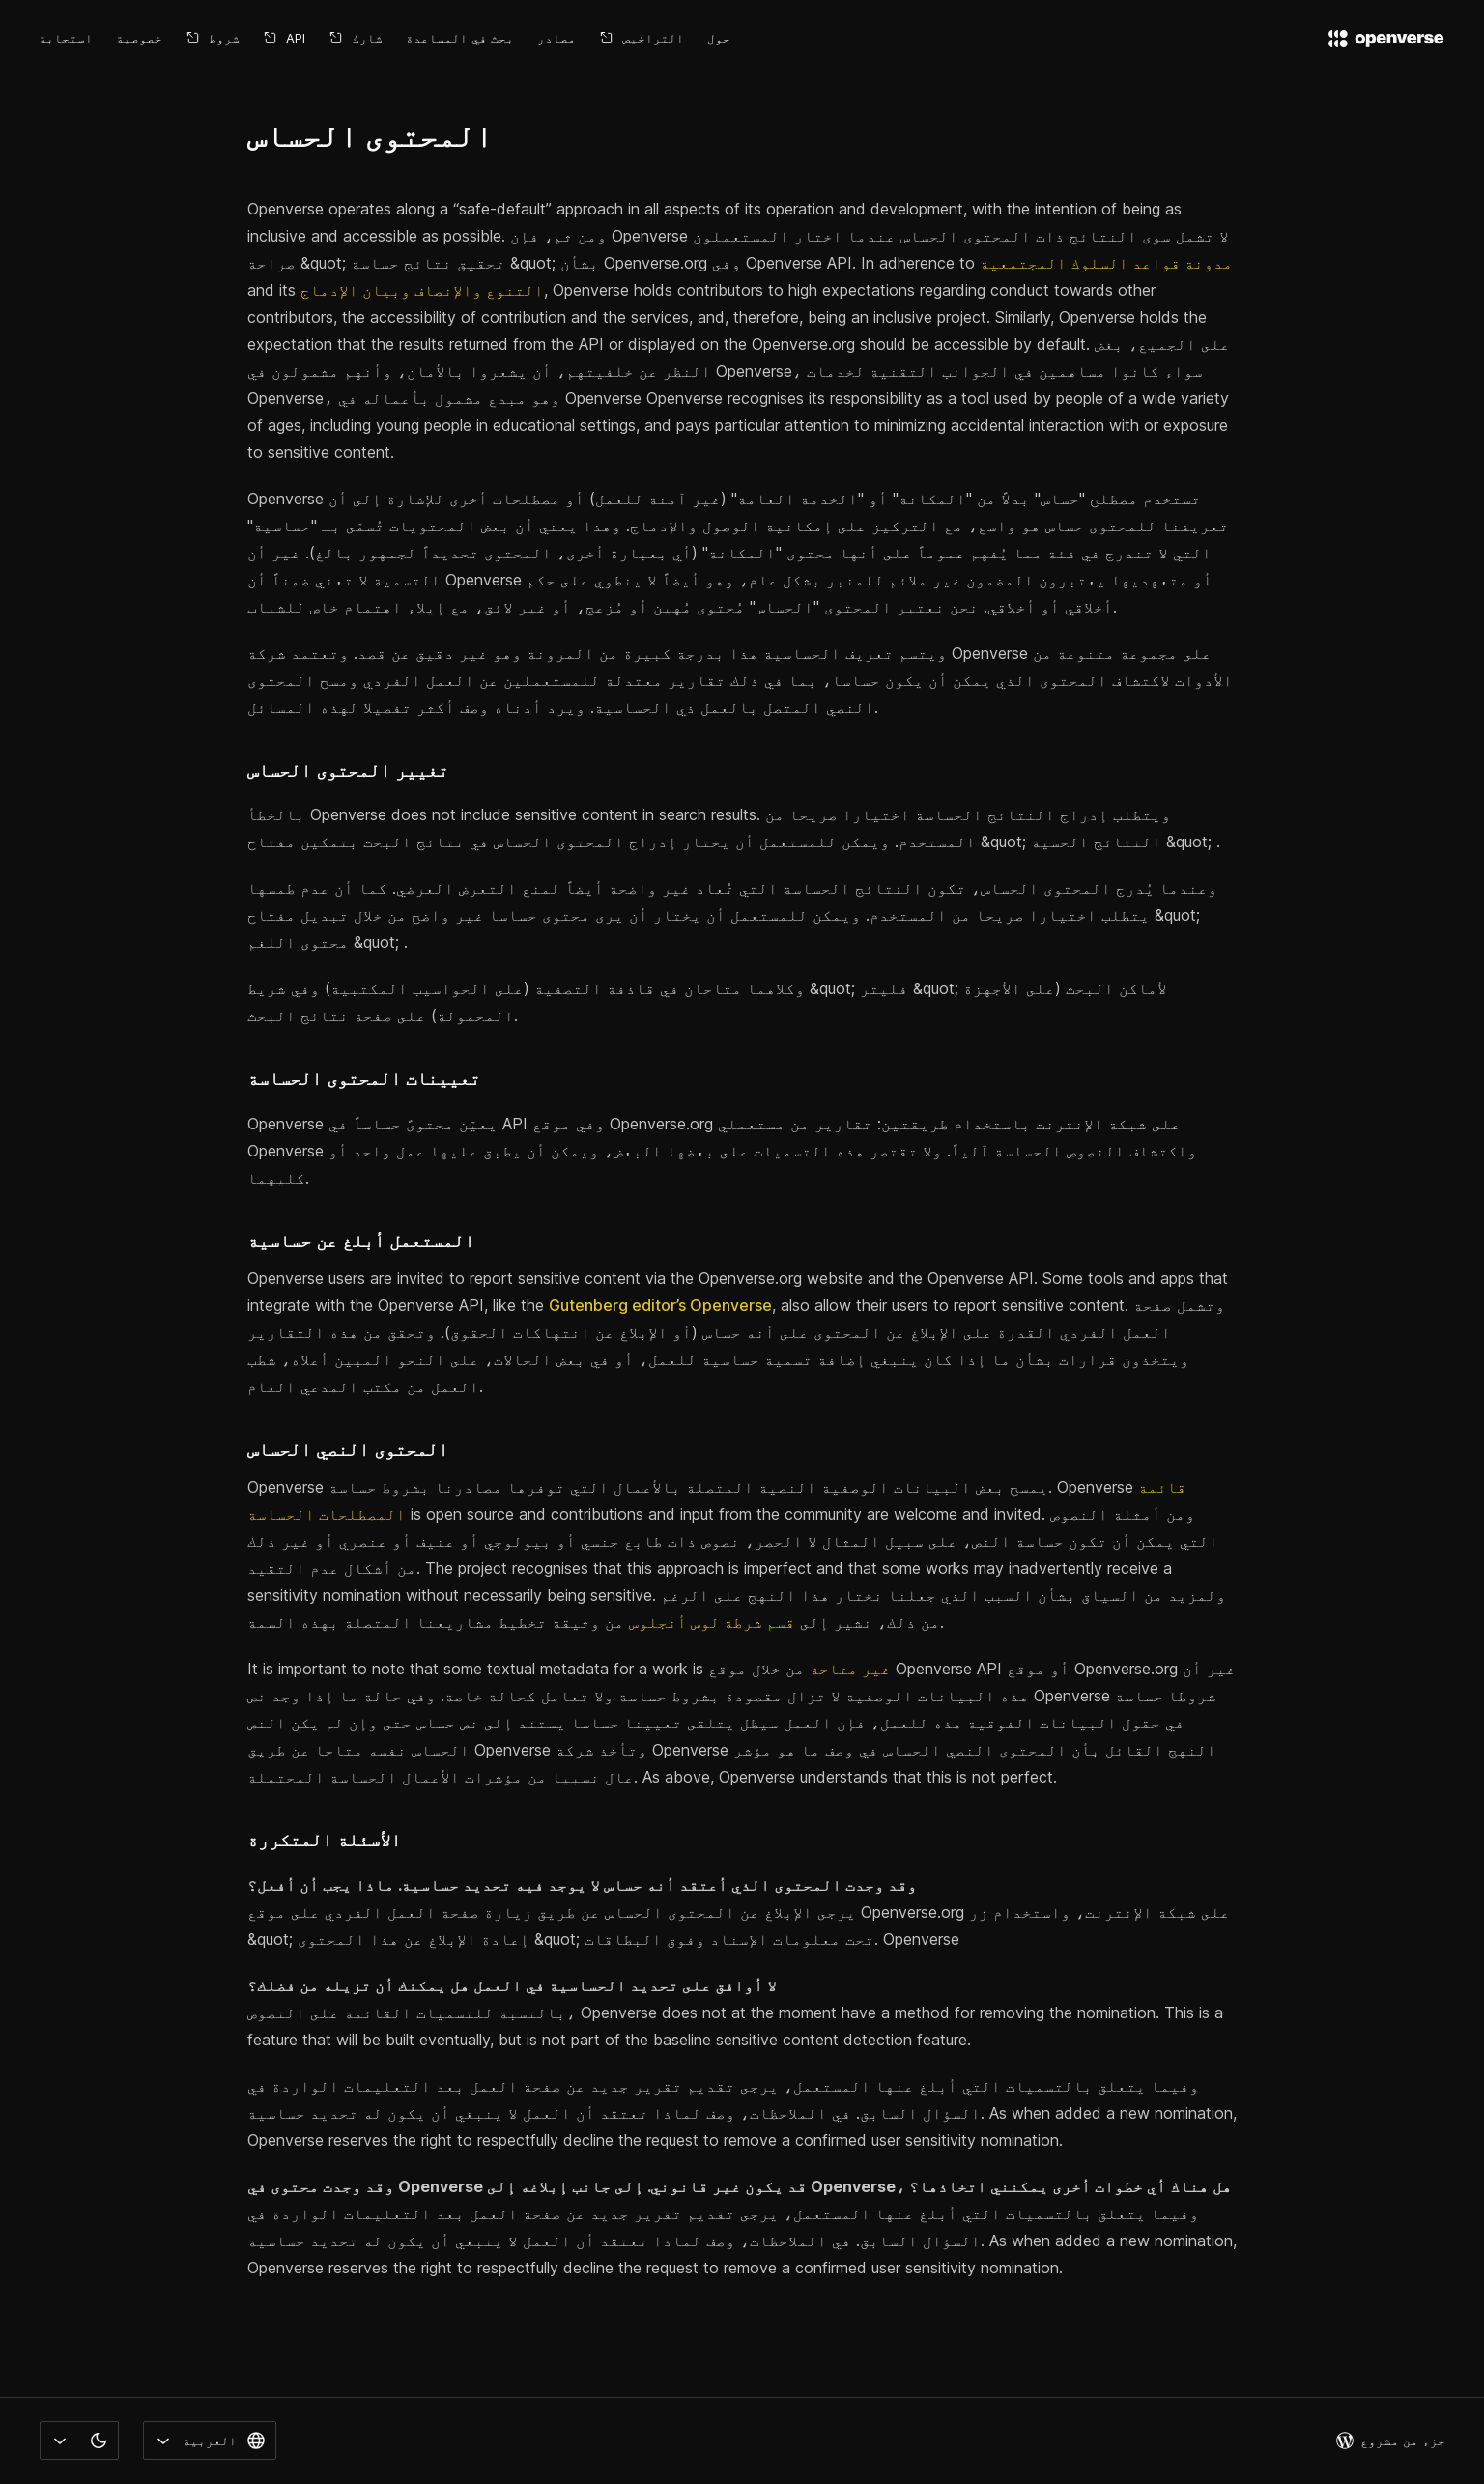 openverse
حول
التراخيص
مصادر
بحث في المساعدة
شارك
API
شروط
خصوصية
استجابة
المحتوى الحساس
Openverse operates along a “safe-default” approach in all aspects of its operation and development, with the intention of being as
inclusive and accessible as possible. ومن ثم، فإن Openverse لا تشمل سوى النتائج ذات المحتوى الحساس عندما اختار المستعملون
صراحة &quot; تحقيق نتائج حساسة &quot; بشأن Openverse.org وفي Openverse API. In adherence to مدونة قواعد السلوك المجتمعية
and its التنوع والإنصاف وبيان الإدماج, Openverse holds contributors to high expectations regarding conduct towards other
contributors, the accessibility of contribution and the services, and, therefore, being an inclusive project. Similarly, Openverse holds the
expectation that the results returned from the API or displayed on the Openverse.org should be accessible by default. على الجميع، بغض
النظر عن خلفيتهم، أن يشعروا بالأمان، وأنهم مشمولون في Openverse، سواء كانوا مساهمين في الجوانب التقنية لخدمات
Openverse، وهو مبدع مشمول بأعماله في Openverse Openverse recognises its responsibility as a tool used by people of a wide variety
of ages, including young people in educational settings, and pays particular attention to minimizing accidental interaction with or exposure
to sensitive content.
Openverse تستخدم مصطلح "حساس" بدلاً من "المكانة" أو "الخدمة العامة" (غير آمنة للعمل) أو مصطلحات أخرى للإشارة إلى أن
تعريفنا للمحتوى حساس هو واسع، مع التركيز على إمكانية الوصول والإدماج. وهذا يعني أن بعض المحتويات تُسمّى بـ "حساسية"
التي لا تندرج في فئة مما يُفهم عموماً على أنها محتوى "المكانة" (أي بعبارة أخرى، المحتوى تحديداً لجمهور بالغ). غير أن
التسمية لا تعني ضمناً أن Openverse أو متعهديها يعتبرون المضمون غير ملائم للمنبر بشكل عام، وهو أيضاً لا ينطوي على حكم
أخلاقي أو أخلاقي. نحن نعتبر المحتوى "الحساس" مُحتوى مُهين أو مُزعج، أو غير لائق، مع إيلاء اهتمام خاص للشباب.
ويتسم تعريف الحساسية هذا بدرجة كبيرة من المرونة وهو غير دقيق عن قصد. وتعتمد شركة Openverse على مجموعة متنوعة من
الأدوات لاكتشاف المحتوى الذي يمكن أن يكون حساسا، بما في ذلك تقارير معتدلة للمستعملين عن العمل الفردي ومسح المحتوى
النصي المتصل بالعمل ذي الحساسية. ويرد أدناه وصف أكثر تفصيلا لهذه المسائل.
تغيير المحتوى الحساس
بالخطأ Openverse does not include sensitive content in search results. ويتطلب إدراج النتائج الحساسة اختيارا صريحا من
المستخدم. ويمكن للمستعمل أن يختار إدراج المحتوى الحساس في نتائج البحث بتمكين مفتاح &quot; النتائج الحسية &quot; .
وعندما يُدرج المحتوى الحساس، تكون النتائج الحساسة التي تُعاد غير واضحة أيضاً لمنع التعرض العرضي. كما أن عدم طمسها
يتطلب اختيارا صريحا من المستخدم. ويمكن للمستعمل أن يختار أن يرى محتوى حساسا غير واضح من خلال تبديل مفتاح &quot;
محتوى اللغم &quot; .
وكلاهما متاحان في قاذفة التصفية (على الحواسيب المكتبية) وفي شريط &quot; فليتر &quot; لأماكن البحث (على الأجهزة
المحمولة) على صفحة نتائج البحث.
تعيينات المحتوى الحساسة
Openverse يعيّن محتوىً حساساً في API وفي موقع Openverse.org على شبكة الإنترنت باستخدام طريقتين: تقارير من مستعملي
Openverse واكتشاف النصوص الحساسة آلياً. ولا تقتصر هذه التسميات على بعضها البعض، ويمكن أن يطبق عليها عمل واحد أو
كليهما.
المستعمل أبلغ عن حساسية
Openverse users are invited to report sensitive content via the Openverse.org website and the Openverse API. Some tools and apps that
integrate with the Openverse API, like the Gutenberg editor’s Openverse, also allow their users to report sensitive content. وتشمل صفحة
العمل الفردي القدرة على الإبلاغ عن المحتوى على أنه حساس (أو الإبلاغ عن انتهاكات الحقوق). وتحقق من هذه التقارير
ويتخذون قرارات بشأن ما إذا كان ينبغي إضافة تسمية حساسية للعمل، أو في بعض الحالات، على النحو المبين أعلاه، شطب
العمل من مكتب المدعي العام.
المحتوى النصي الحساس
Openverse يمسح بعض البيانات الوصفية النصية المتصلة بالأعمال التي توفرها مصادرنا بشروط حساسة. Openverse قائمة
المصطلحات الحساسة is open source and contributions and input from the community are welcome and invited. ومن أمثلة النصوص
التي يمكن أن تكون حساسة النص، على سبيل المثال لا الحصر، نصوص ذات طابع جنسي أو بيولوجي أو عنيف أو عنصري أو غير ذلك
من أشكال عدم التقيد. The project recognises that this approach is imperfect and that some works may inadvertently receive a
sensitivity nomination without necessarily being sensitive. ولمزيد من السياق بشأن السبب الذي جعلنا نختار هذا النهج على الرغم
من ذلك، نشير إلى قسم شرطة لوس أنجلوس من وثيقة تخطيط مشاريعنا المتصلة بهذه السمة.
It is important to note that some textual metadata for a work is غير متاحة من خلال موقع Openverse API أو موقع Openverse.org غير أن
هذه البيانات الوصفية لا تزال مقصودة بشروط حساسة ولا تعامل كحالة خاصة. وفي حالة ما إذا وجد نص Openverse شروطا حساسة
في حقول البيانات الفوقية هذه للعمل، فإن العمل سيظل يتلقى تعيينا حساسا يستند إلى نص حساس حتى وإن لم يكن النص
الحساس نفسه متاحا عن طريق Openverse وتأخذ شركة Openverse النهج القائل بأن المحتوى النصي الحساس في وصف ما هو مؤشر
عال نسبيا من مؤشرات الأعمال الحساسة المحتملة. As above, Openverse understands that this is not perfect.
الأسئلة المتكررة
وقد وجدت المحتوى الذي أعتقد أنه حساس لا يوجد فيه تحديد حساسية. ماذا يجب أن أفعل؟
يرجى الإبلاغ عن المحتوى الحساس عن طريق زيارة صفحة العمل الفردي على موقع Openverse.org على شبكة الإنترنت، واستخدام زر
&quot; إعادة الإبلاغ عن هذا المحتوى &quot; تحت معلومات الإسناد وفوق البطاقات. Openverse
لا أوافق على تحديد الحساسية في العمل هل يمكنك أن تزيله من فضلك؟
بالنسبة للتسميات القائمة على النصوص، Openverse does not at the moment have a method for removing the nomination. This is a
feature that will be built eventually, but is not part of the baseline sensitive content detection feature.
وفيما يتعلق بالتسميات التي أبلغ عنها المستعمل، يرجى تقديم تقرير جديد عن صفحة العمل بعد التعليمات الواردة في
السؤال السابق. في الملاحظات، وصف لماذا تعتقد أن العمل لا ينبغي أن يكون له تحديد حساسية. As when added a new nomination,
Openverse reserves the right to respectfully decline the request to remove a confirmed user sensitivity nomination.
وقد وجدت محتوى في Openverse قد يكون غير قانوني. إلى جانب إبلاغه إلى Openverse، هل هناك أي خطوات أخرى يمكنني اتخاذها؟
وفيما يتعلق بالتسميات التي أبلغ عنها المستعمل، يرجى تقديم تقرير جديد عن صفحة العمل بعد التعليمات الواردة في
السؤال السابق. في الملاحظات، وصف لماذا تعتقد أن العمل لا ينبغي أن يكون له تحديد حساسية. As when added a new nomination,
Openverse reserves the right to respectfully decline the request to remove a confirmed user sensitivity nomination.
جزء من مشروع
العربية